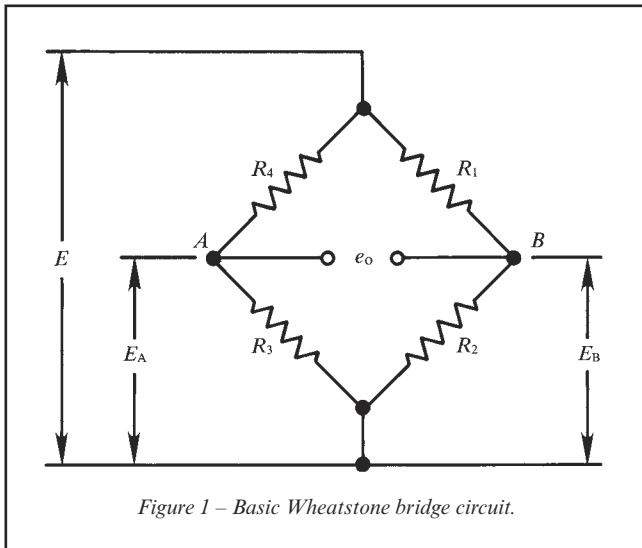 R4 R1
A B
E eo
EA R3 R2 EB
Figure 1 – Basic Wheatstone bridge circuit.